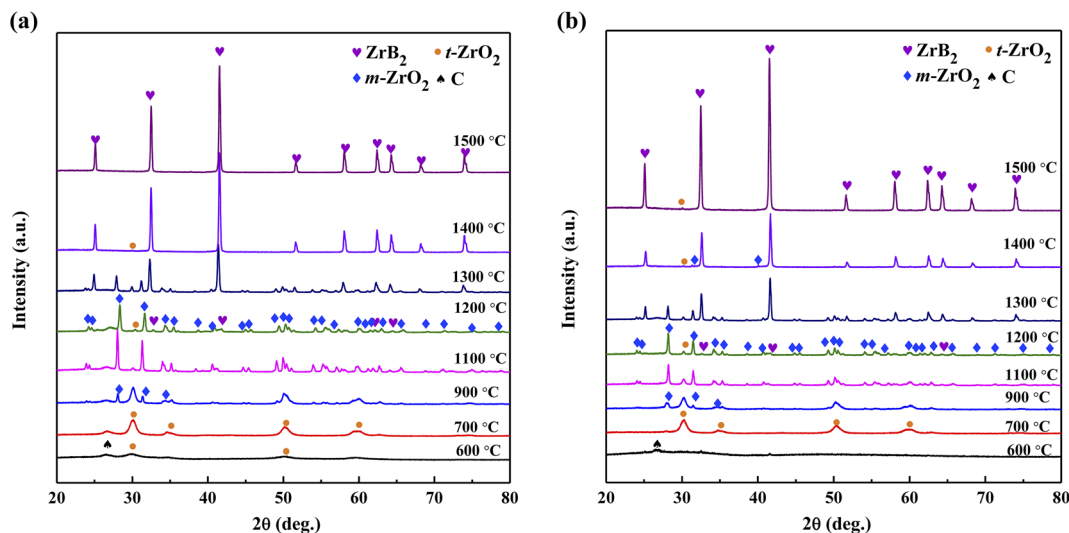 (a)
ZrB2
t-ZrO2
m-ZrO2
C
1500 °C
1400 °C
1300 °C
1200 °C
1100 °C
900 °C
700 °C
600 °C
Intensity (a.u.)
20 30 40 50 60 70 80
2θ (deg.)
(b)
ZrB2
t-ZrO2
m-ZrO2
C
1500 °C
1400 °C
1300 °C
1200 °C
1100 °C
900 °C
700 °C
600 °C
Intensity (a.u.)
20 30 40 50 60 70 80
2θ (deg.)